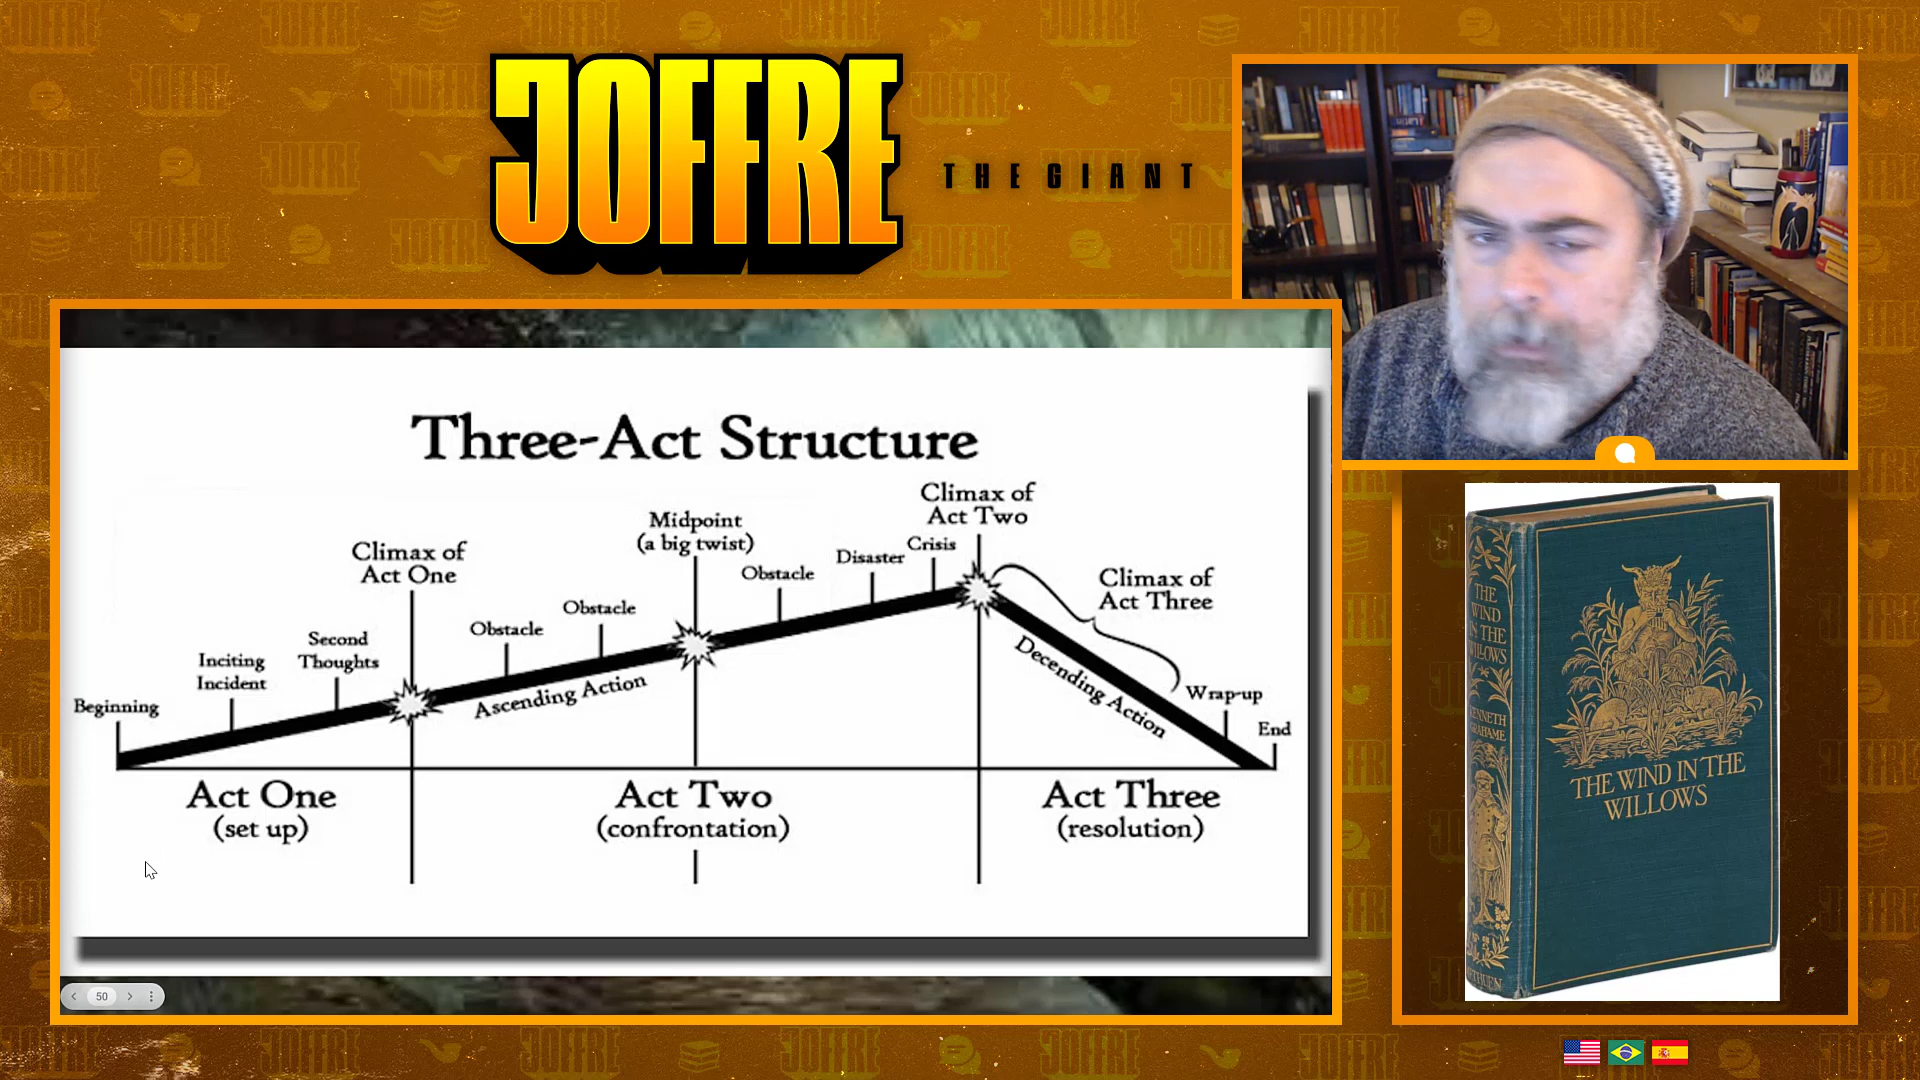 JOFFRE
THE GIANT
Three-Act Structure
Climax of
Act Two
Midpoint
(a big twist)
Crisis
Disaster
Climax of
Act One
Obstacle
Climax of
Act Three
Obstacle
Obstacle
Second
Thoughts
Inciting
Incident
Ascending Action
Decending Action
Wrap-up
Beginning
End
Act One
(set up)
Act Two
(confrontation)
Act Three
(resolution)
50
Latin
THE
WIND
IN THE
WILLOWS
KENNETH
GRAHAME
METHUEN
THE WIND IN THE
WILLOWS